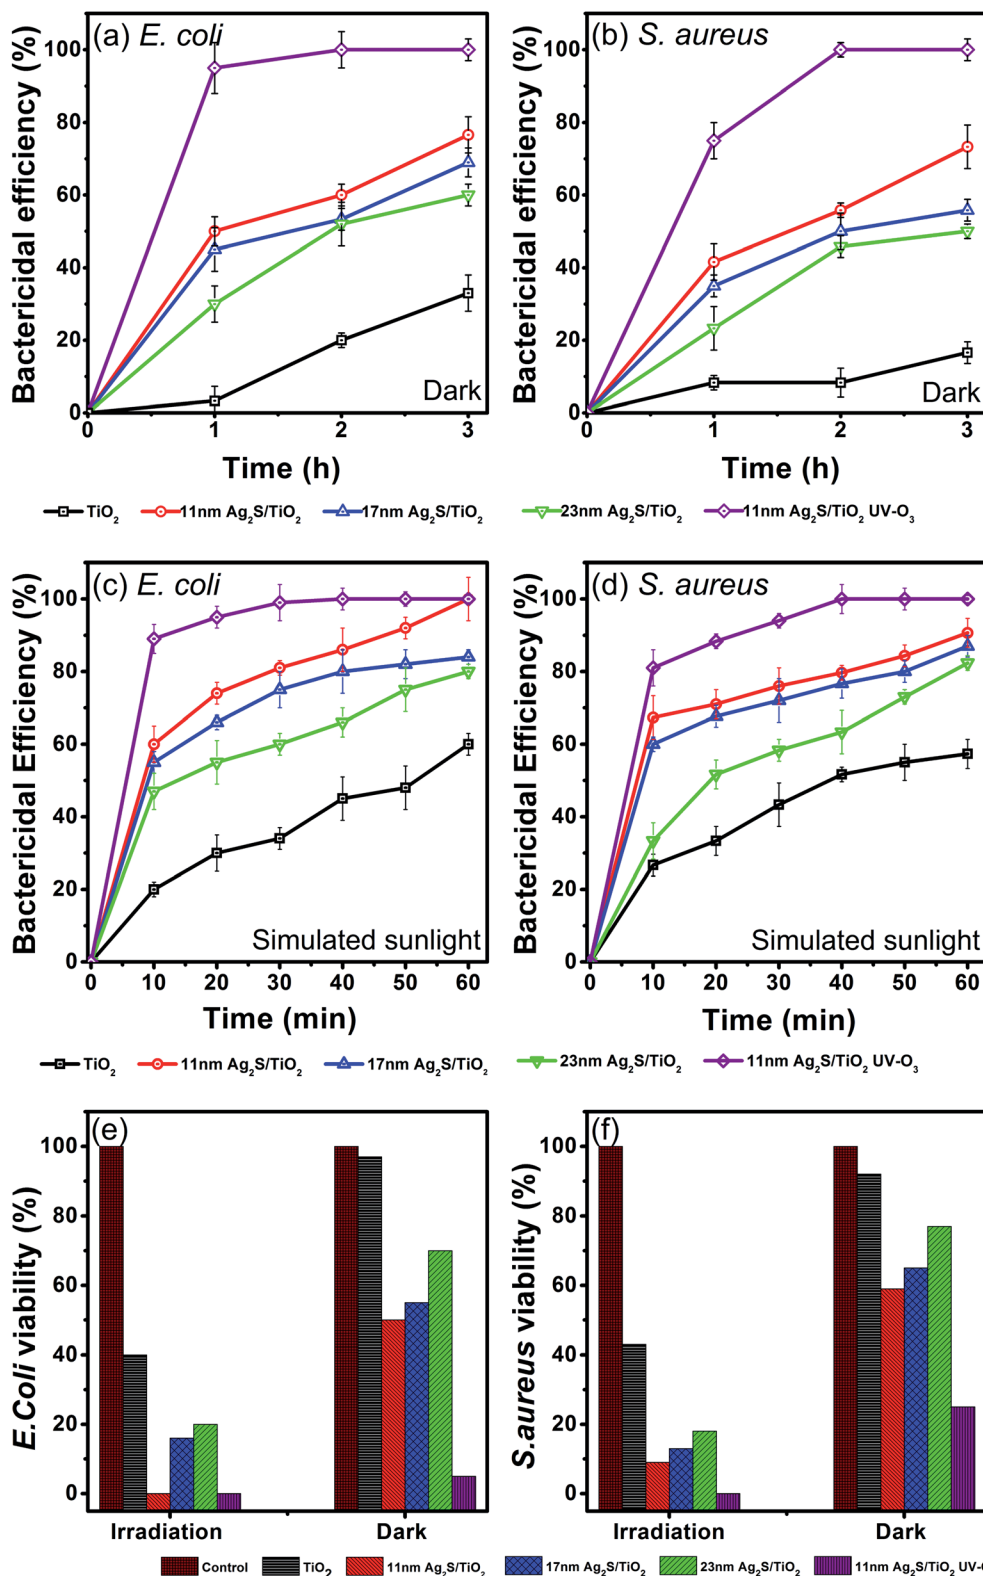 (a) E. coli
Bactericidal efficiency (%)
100
80
60
40
20
0
Dark
0 1 2 3
Time (h)
(b) S. aureus
Bactericidal efficiency (%)
100
80
60
40
20
0
Dark
0 1 2 3
Time (h)
TiO₂ 11nm Ag₂S/TiO₂ 17nm Ag₂S/TiO₂ 23nm Ag₂S/TiO₂ 11nm Ag₂S/TiO₂ UV-O₃
(c) E. coli
Bactericidal Efficiency (%)
100
80
60
40
20
0
Simulated sunlight
0 10 20 30 40 50 60
Time (min)
(d) S. aureus
Bactericidal Efficiency (%)
100
80
60
40
20
0
Simulated sunlight
0 10 20 30 40 50 60
Time (min)
TiO₂ 11nm Ag₂S/TiO₂ 17nm Ag₂S/TiO₂ 23nm Ag₂S/TiO₂ 11nm Ag₂S/TiO₂ UV-O₃
(e)
E.Coli viability (%)
100
80
60
40
20
0
Irradiation Dark
(f)
S.aureus viability (%)
100
80
60
40
20
0
Irradiation Dark
Control TiO₂ 11nm Ag₂S/TiO₂ 17nm Ag₂S/TiO₂ 23nm Ag₂S/TiO₂ 11nm Ag₂S/TiO₂